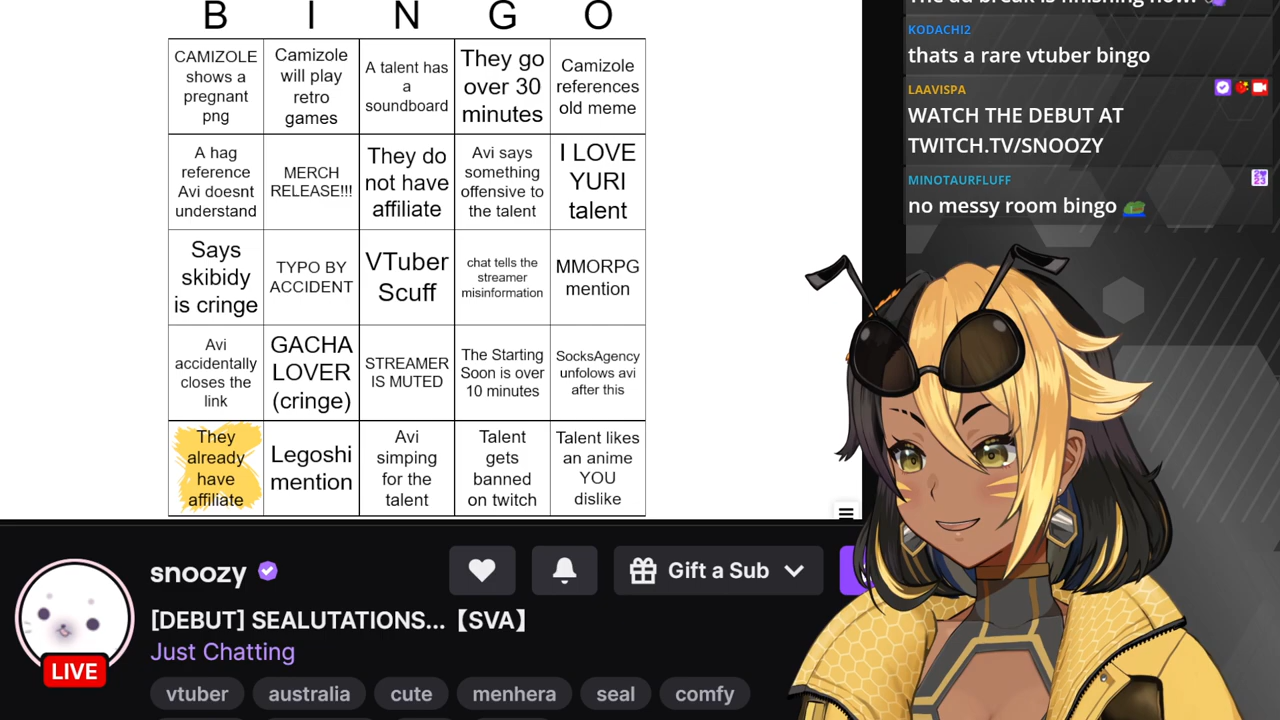 B I N G O
CAMIZOLE
shows a
pregnant
png
Camizole
will play
retro
games
A talent has
a
soundboard
They go
over 30
minutes
Camizole
references
old meme
A hag
reference
Avi doesnt
understand
MERCH
RELEASE!!!
They do
not have
affiliate
Avi says
something
offensive to
the talent
I LOVE
YURI
talent
Says
skibidy
is cringe
TYPO BY
ACCIDENT
VTuber
Scuff
chat tells the
streamer
misinformation
MMORPG
mention
Avi
accidentally
closes the
link
GACHA
LOVER
(cringe)
STREAMER
IS MUTED
The Starting
Soon is over
10 minutes
SocksAgency
unfolows avi
after this
They
already
have
affiliate
Legoshi
mention
Avi
simping
for the
talent
Talent
gets
banned
on twitch
Talent likes
an anime
YOU
dislike
The ad break is finishing now!
KODACHI2
thats a rare vtuber bingo
LAAVISPA
WATCH THE DEBUT AT
TWITCH.TV/SNOOZY
MINOTAURFLUFF
no messy room bingo
snoozy
Gift a Sub
[DEBUT] SEALUTATIONS... 【SVA】
Just Chatting
LIVE
vtuber australia cute menhera seal comfy